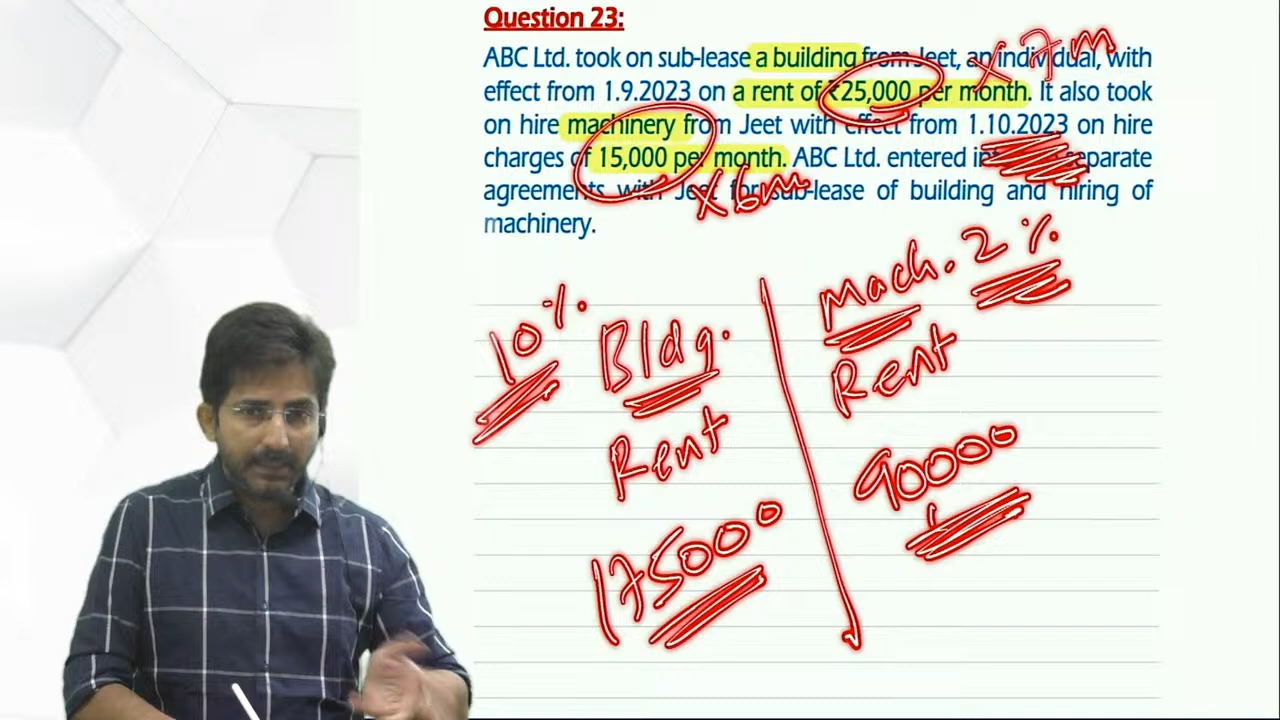 Question 23:
ABC Ltd. took on sub-lease a building from Jeet, an individual, with
effect from 1.9.2023 on a rent of ₹25,000 per month. It also took
on hire machinery from Jeet with effect from 1.10.2023 on hire
charges of 15,000 per month. ABC Ltd. entered into separate
agreements with Jeet for sub-lease of building and hiring of
machinery.
x 7m
x 6m
10%
Bldg.
Rent
175000
Mach. 2%
Rent
90000